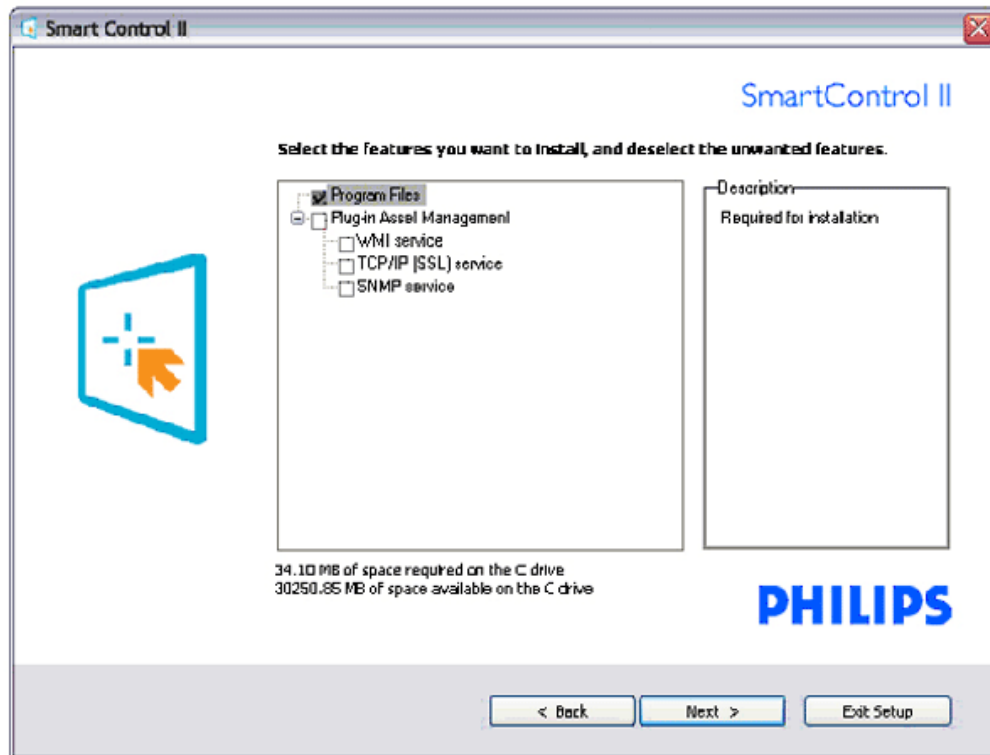 Smart Control II
SmartControl II
Select the features you want to install, and deselect the unwanted features.
Program Files
Plug-in Asset Management
WMI service
TCP/IP (SSL) service
SNMP service
Description
Required for installation
34.10 MB of space required on the C drive
30250.85 MB of space available on the C drive
PHILIPS
< Back
Next >
Exit Setup